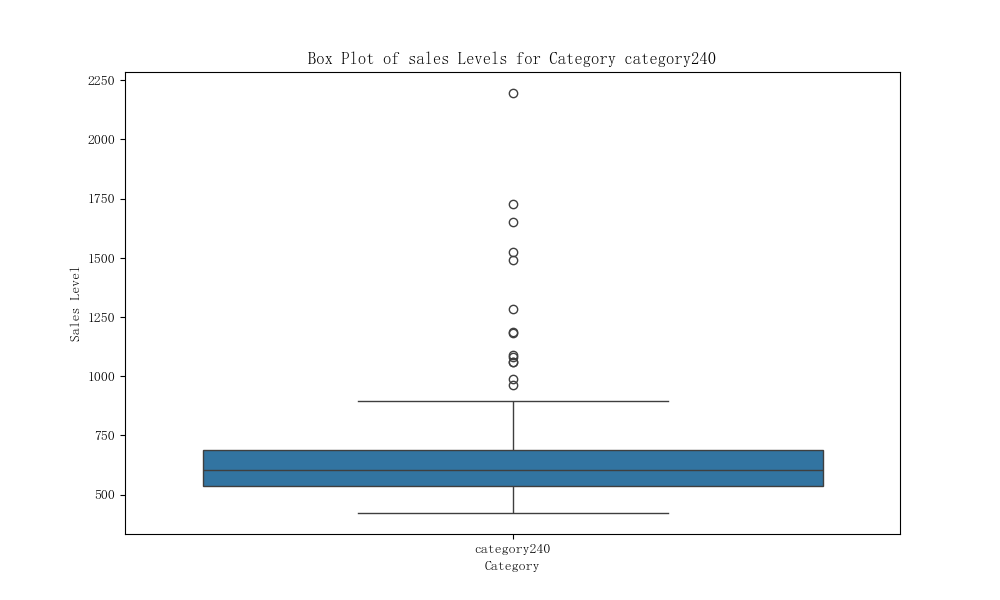 Box Plot of sales Levels for Category category240
2250
2000
1750
1500
1250
1000
750
500
Sales Level
category240
Category